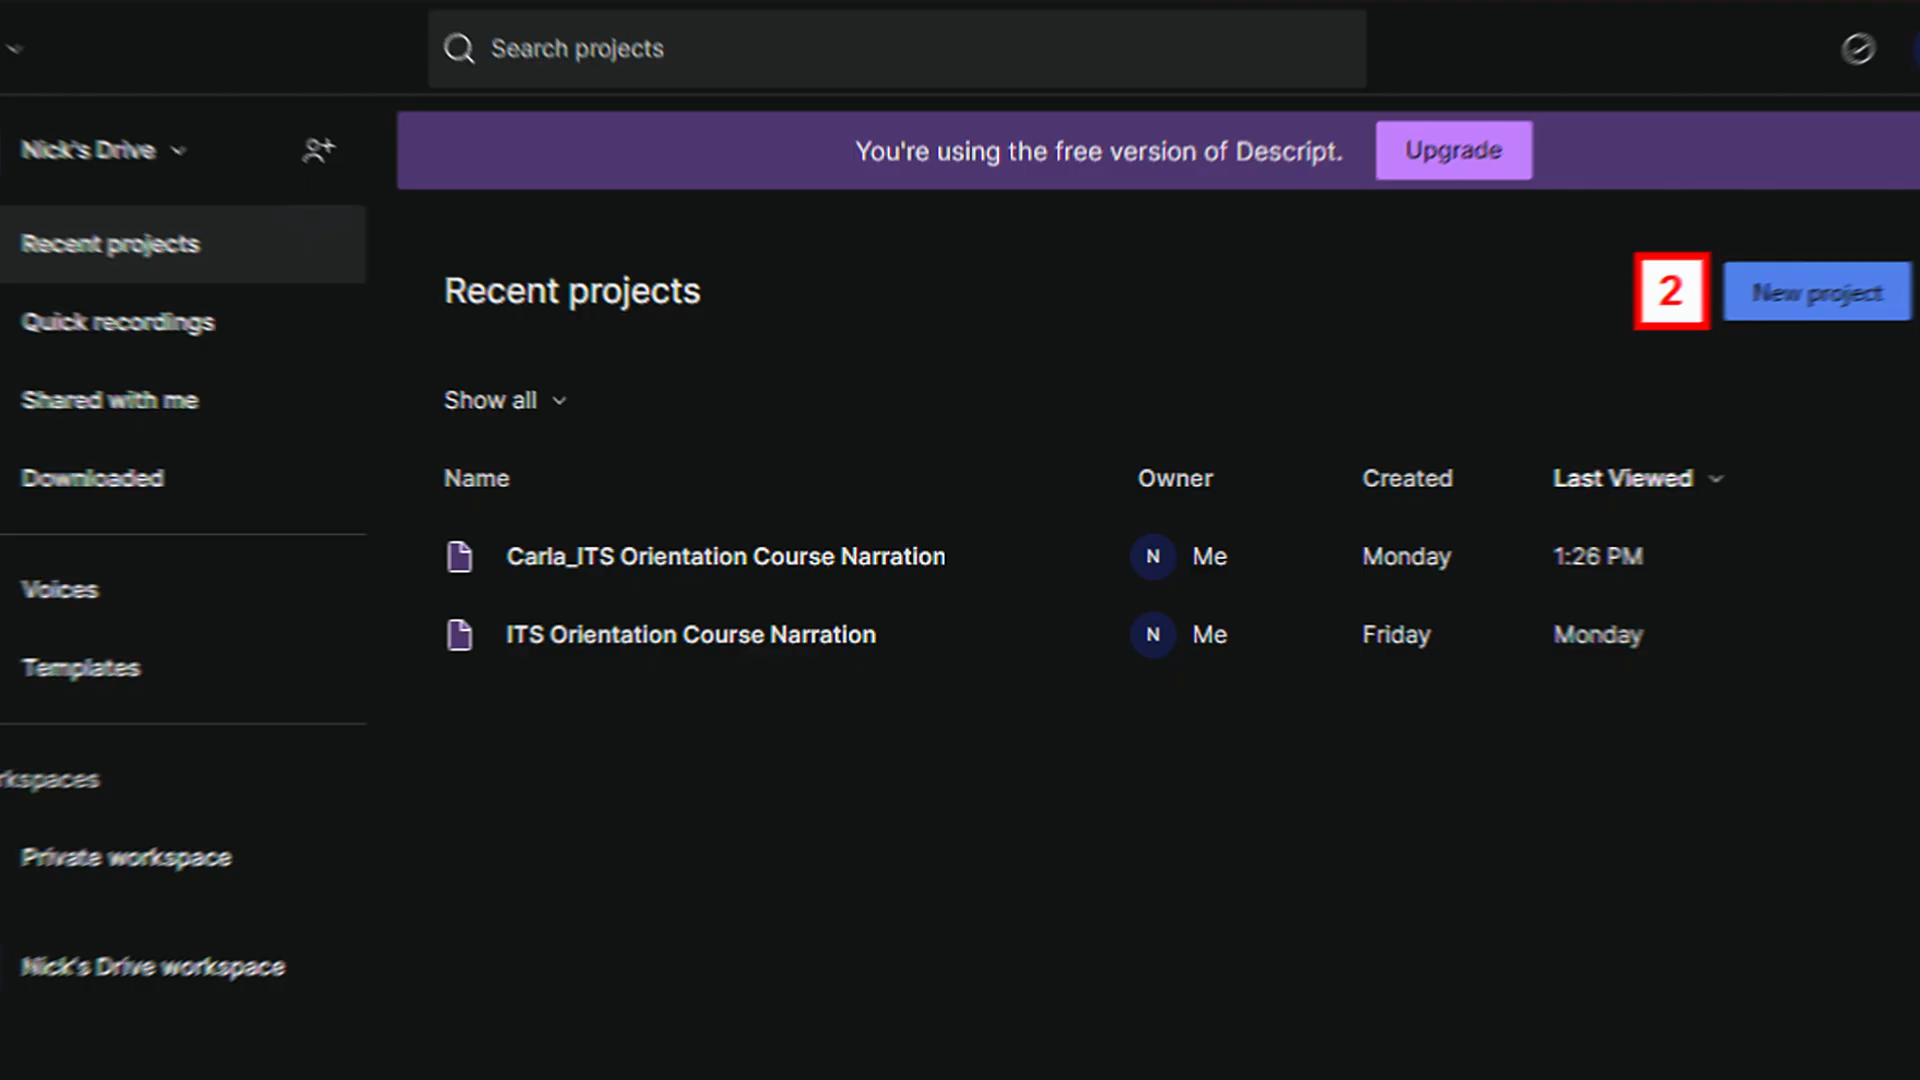 Search projects
Nick's Drive
You're using the free version of Descript.
Upgrade
Recent projects
Quick recordings
Shared with me
Downloaded
Voices
Templates
rkspaces
Private workspace
Nick's Drive workspace
Recent projects
2
New project
Show all
Name Owner Created Last Viewed
Carla_ITS Orientation Course Narration N Me Monday 1:26 PM
ITS Orientation Course Narration N Me Friday Monday